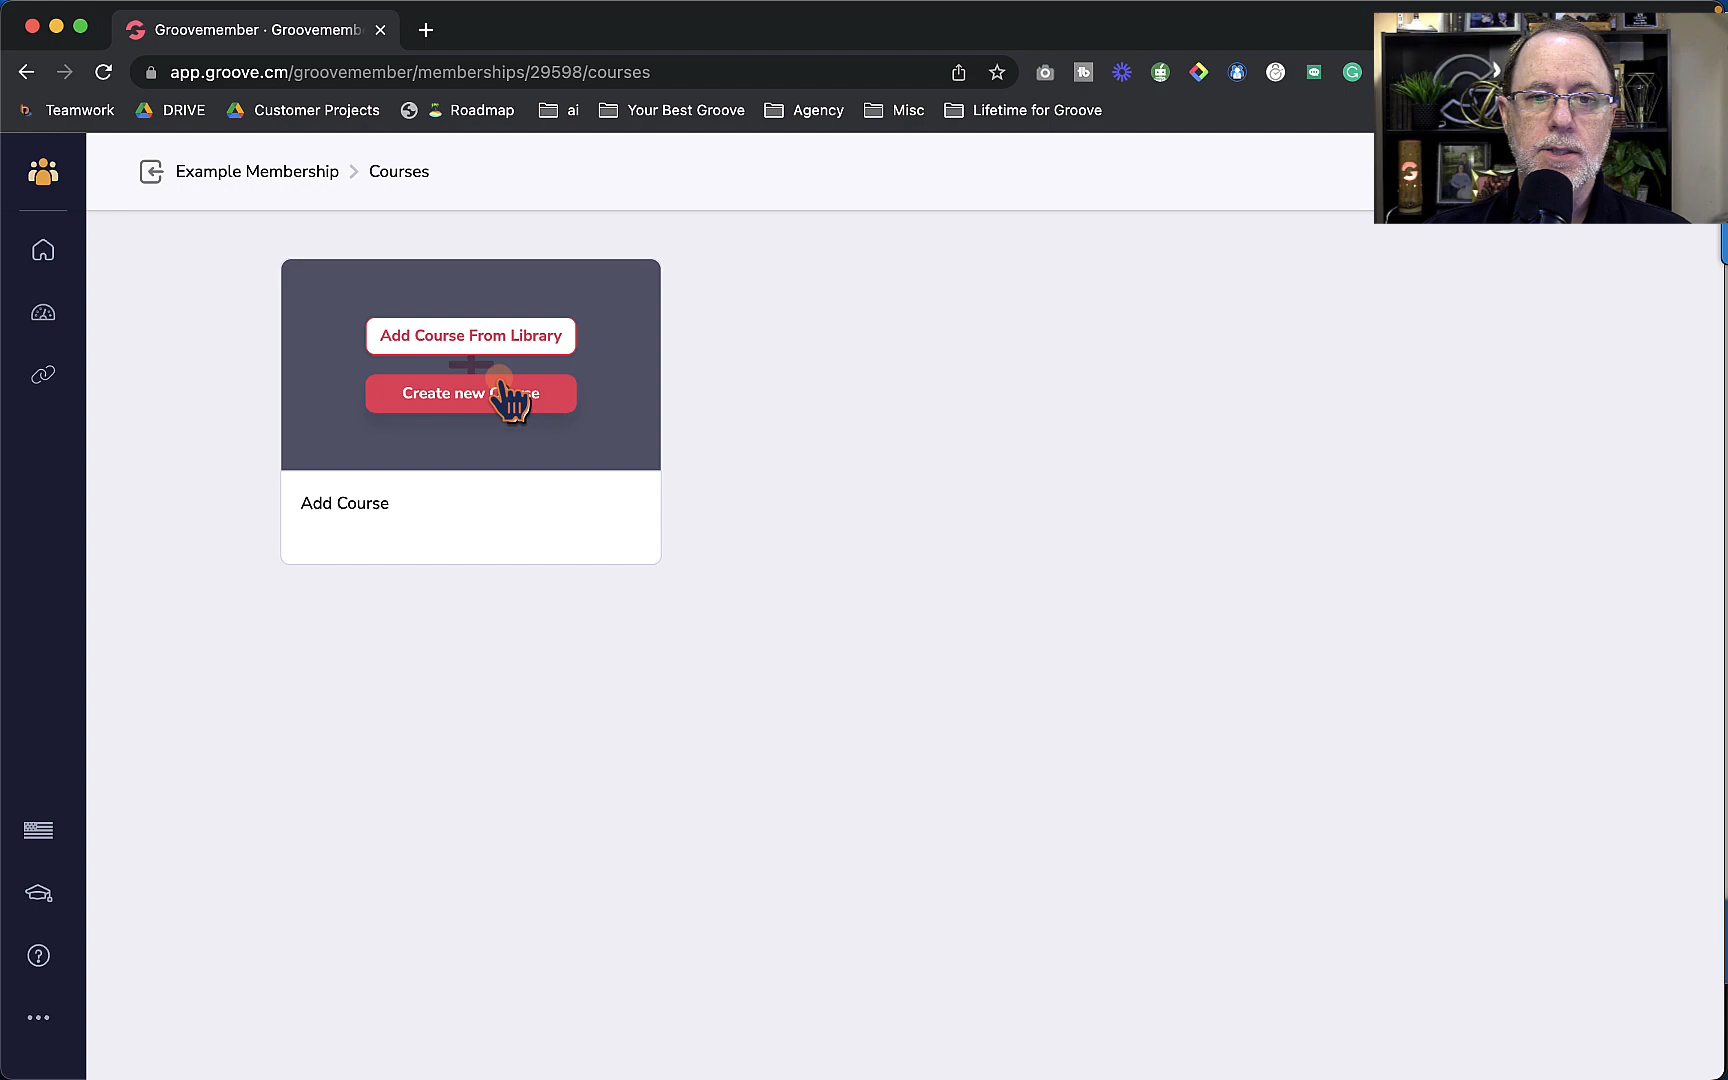 Groovemember · Groovememb
app.groove.cm/groovemember/memberships/29598/courses
Teamwork DRIVE Customer Projects Roadmap ai Your Best Groove Agency Misc Lifetime for Groove
Example Membership > Courses
Add Course From Library
Create new
Add Course